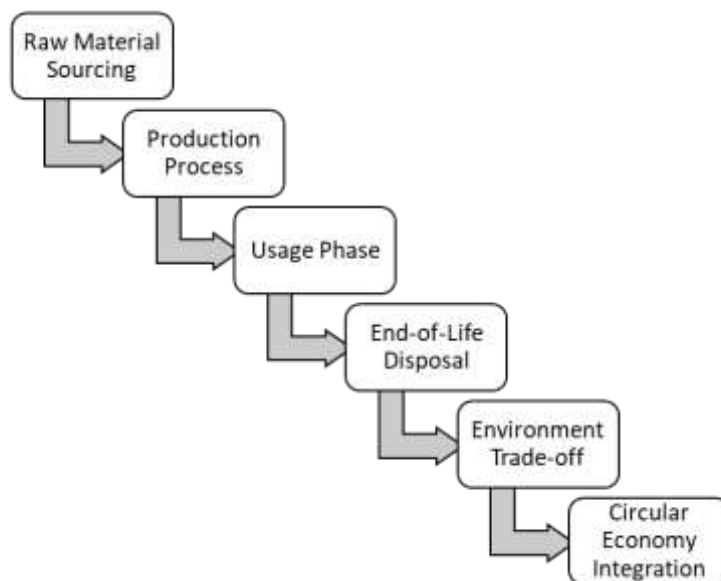 Raw Material
Sourcing
Production
Process
Usage Phase
End-of-Life
Disposal
Environment
Trade-off
Circular
Economy
Integration